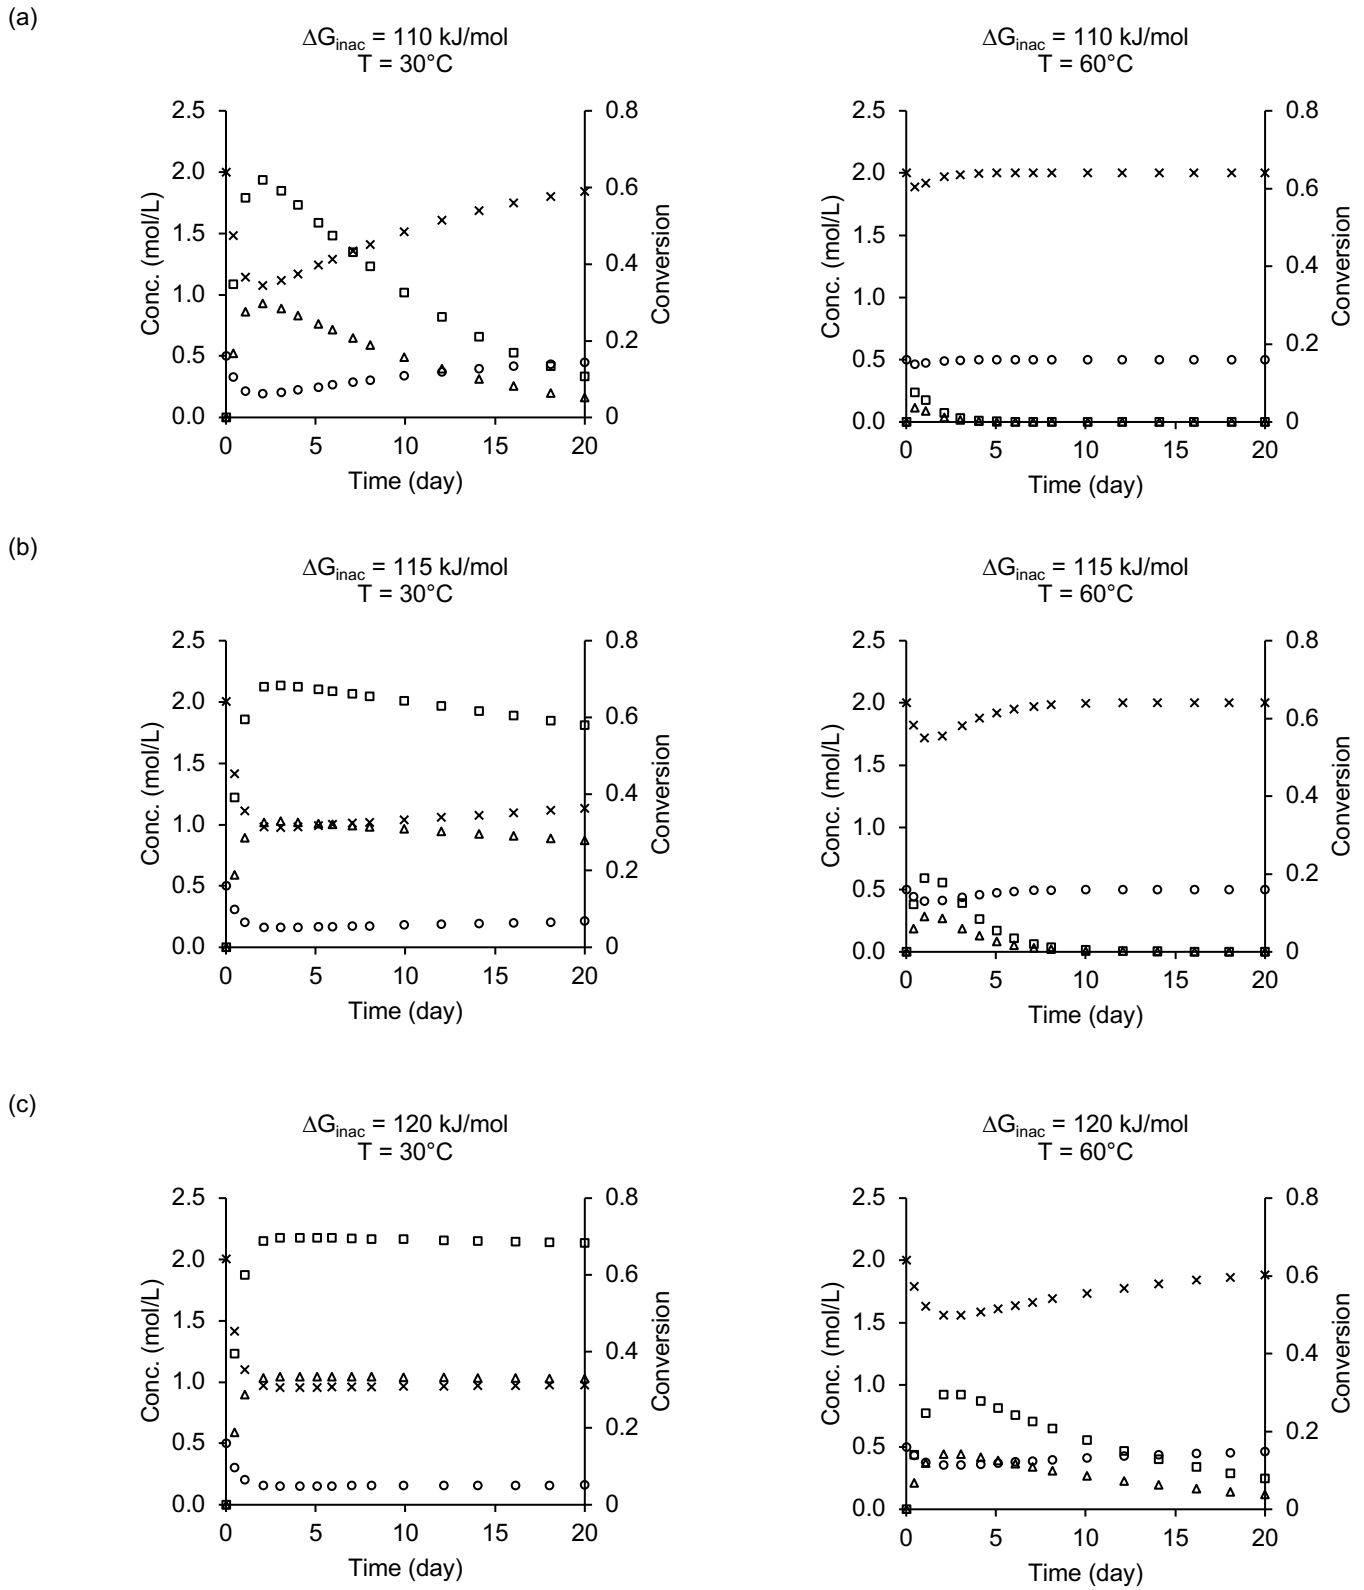 (a)
ΔGinac = 110 kJ/mol
T = 30°C
2.5
2.0
1.5
1.0
0.5
0.0
Conc. (mol/L)
0.8
0.6
0.4
0.2
0
Conversion
0 5 10 15 20
Time (day)
ΔGinac = 110 kJ/mol
T = 60°C
2.5
2.0
1.5
1.0
0.5
0.0
Conc. (mol/L)
0.8
0.6
0.4
0.2
0
Conversion
0 5 10 15 20
Time (day)
(b)
ΔGinac = 115 kJ/mol
T = 30°C
2.5
2.0
1.5
1.0
0.5
0.0
Conc. (mol/L)
0.8
0.6
0.4
0.2
0
Conversion
0 5 10 15 20
Time (day)
ΔGinac = 115 kJ/mol
T = 60°C
2.5
2.0
1.5
1.0
0.5
0.0
Conc. (mol/L)
0.8
0.6
0.4
0.2
0
Conversion
0 5 10 15 20
Time (day)
(c)
ΔGinac = 120 kJ/mol
T = 30°C
2.5
2.0
1.5
1.0
0.5
0.0
Conc. (mol/L)
0.8
0.6
0.4
0.2
0
Conversion
0 5 10 15 20
Time (day)
ΔGinac = 120 kJ/mol
T = 60°C
2.5
2.0
1.5
1.0
0.5
0.0
Conc. (mol/L)
0.8
0.6
0.4
0.2
0
Conversion
0 5 10 15 20
Time (day)